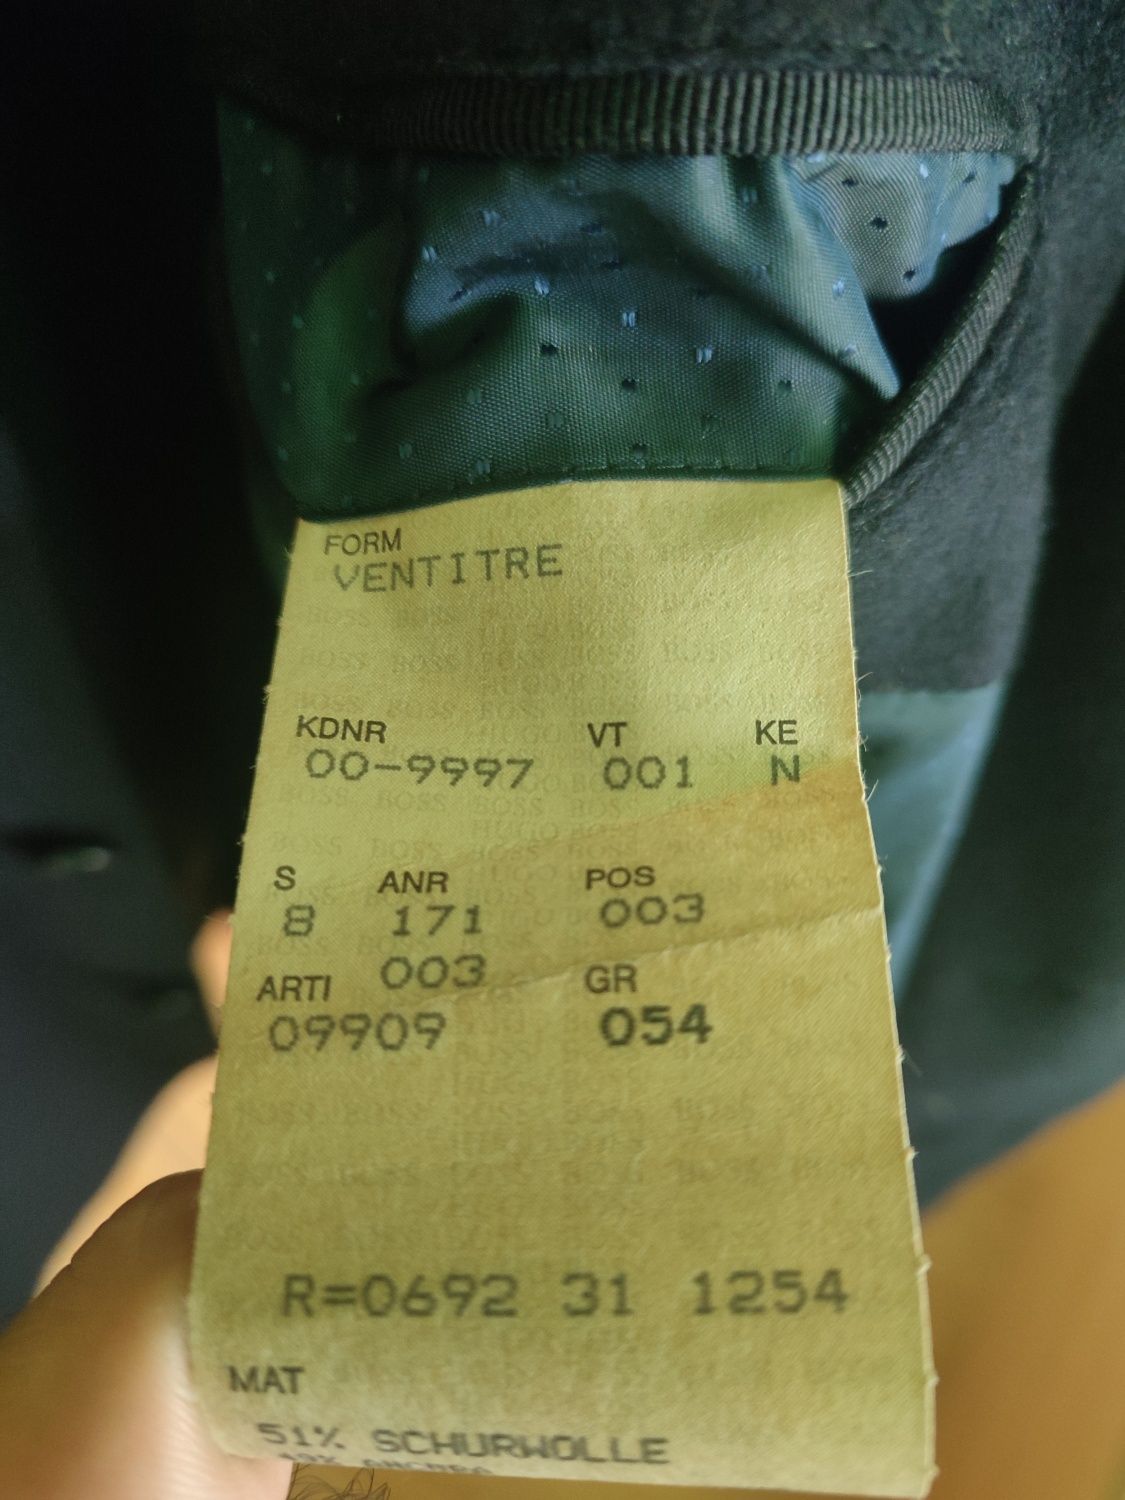 FORM
VENTITRE
KDNR VT KE
00-9997 001 N
S ANR POS
8 171 003
003
ARTI GR
09909 054
R=0692 31 1254
MAT
51% SCHURWOLLE